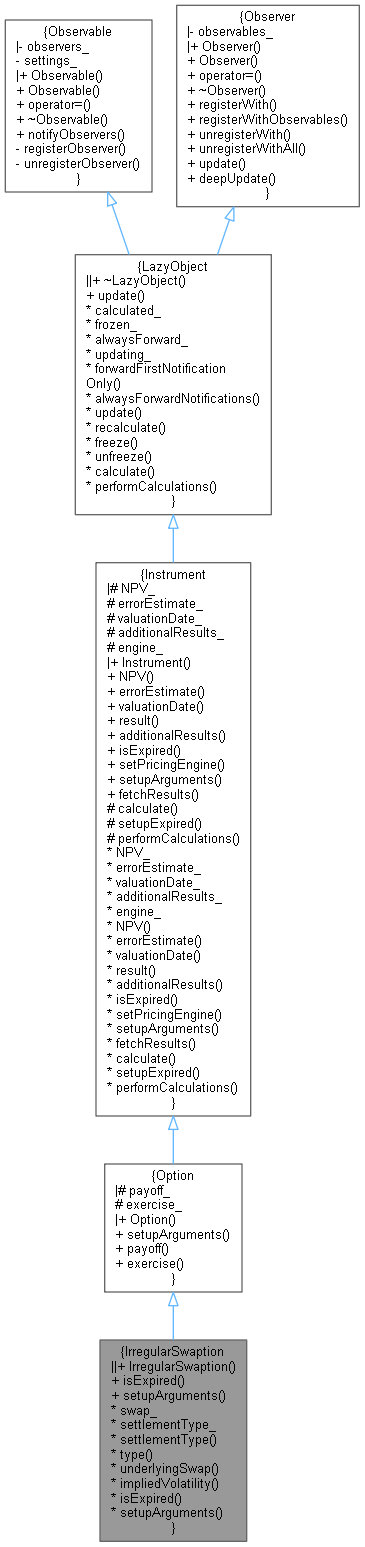 {Observable
|- observers_
- settings_
|+ Observable()
+ Observable()
+ operator=()
+ ~Observable()
+ notifyObservers()
- registerObserver()
- unregisterObserver()
}
{Observer
|- observables_
|+ Observer()
+ Observer()
+ operator=()
+ ~Observer()
+ registerWith()
+ registerWithObservables()
+ unregisterWith()
+ unregisterWithAll()
+ update()
+ deepUpdate()
}
{LazyObject
||+ ~LazyObject()
+ update()
* calculated_
* frozen_
* alwaysForward_
* updating_
* forwardFirstNotification
Only()
* alwaysForwardNotifications()
* update()
* recalculate()
* freeze()
* unfreeze()
* calculate()
* performCalculations()
}
{Instrument
|# NPV_
# errorEstimate_
# valuationDate_
# additionalResults_
# engine_
|+ Instrument()
+ NPV()
+ errorEstimate()
+ valuationDate()
+ result()
+ additionalResults()
+ isExpired()
+ setPricingEngine()
+ setupArguments()
+ fetchResults()
# calculate()
# setupExpired()
# performCalculations()
* NPV_
* errorEstimate_
* valuationDate_
* additionalResults_
* engine_
* NPV()
* errorEstimate()
* valuationDate()
* result()
* additionalResults()
* isExpired()
* setPricingEngine()
* setupArguments()
* fetchResults()
* calculate()
* setupExpired()
* performCalculations()
}
{Option
|# payoff_
# exercise_
|+ Option()
+ setupArguments()
+ payoff()
+ exercise()
}
{IrregularSwaption
||+ IrregularSwaption()
+ isExpired()
+ setupArguments()
* swap_
* settlementType_
* settlementType()
* type()
* underlyingSwap()
* impliedVolatility()
* isExpired()
* setupArguments()
}